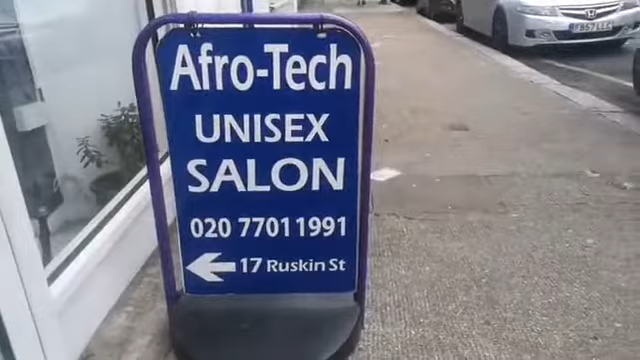 Afro-Tech
UNISEX
SALON
020 7701 1991
17 Ruskin St